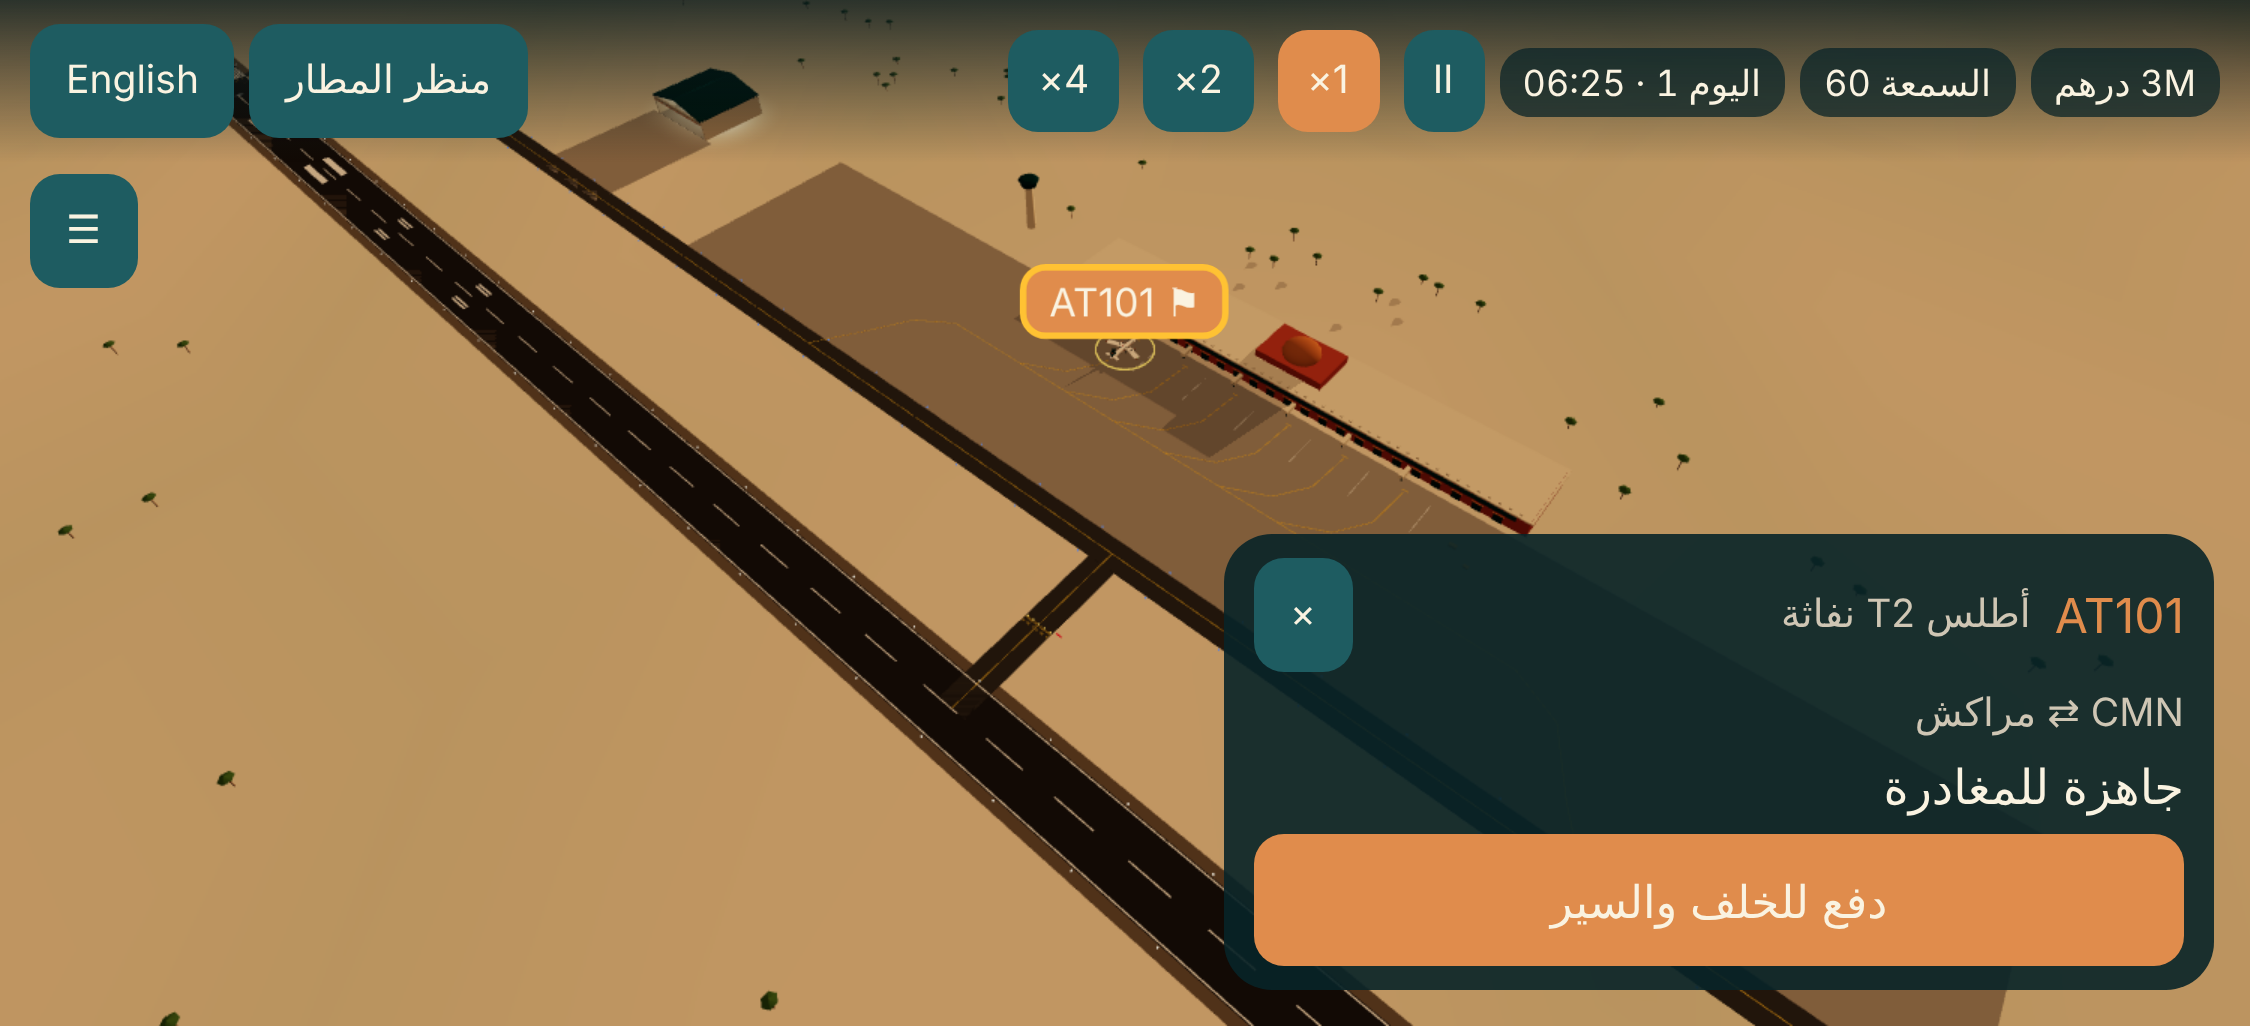 3M درهم
السمعة 60
اليوم 1 · 06:25
II
×1
×2
×4
منظر المطار
English
☰
AT101 ⚑
AT101 أطلس T2 نفاثة
×
CMN ⇄ مراكش
جاهزة للمغادرة
دفع للخلف والسير